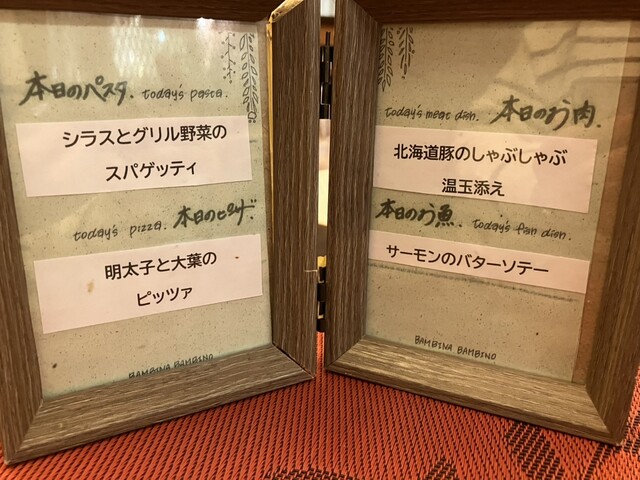 本日のパスタ. today's pasta.
シラスとグリル野菜の
スパゲッティ
today's pizza. 本日のピザ.
明太子と大葉の
ピッツァ
BAMBINA BAMBINO
today's meat dish. 本日のお肉.
北海道豚のしゃぶしゃぶ
温玉添え
本日のお魚. today's fish dish.
サーモンのバターソテー
BAMBINA BAMBINO